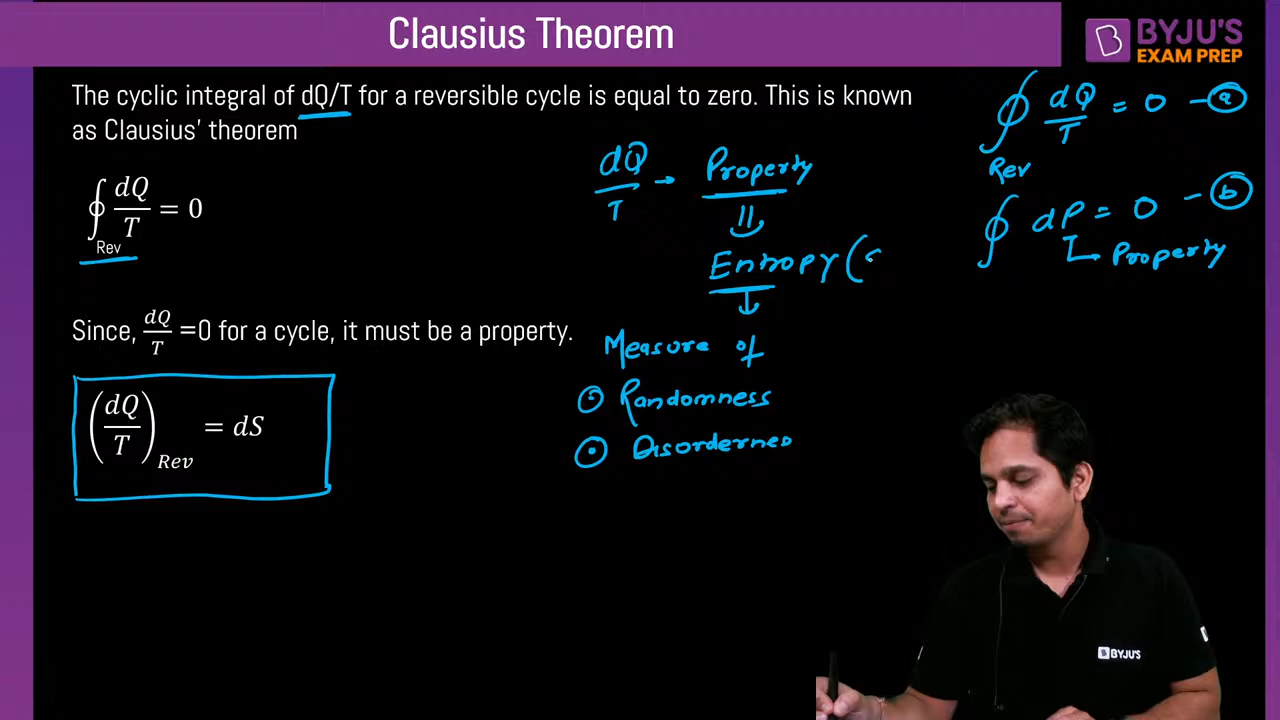 Clausius Theorem
BYJU'S
EXAM PREP
The cyclic integral of dQ/T for a reversible cycle is equal to zero. This is known
as Clausius' theorem
∮Rev dQ/T = 0
Since, dQ/T =0 for a cycle, it must be a property.
(dQ/T)Rev = dS
dQ/T → Property
Entropy (
Measure of
⊙ Randomness
⊙ Disordernes
∮Rev dQ/T = 0 - ⓐ
∮ dP = 0 - ⓑ
Property
BYJU'S